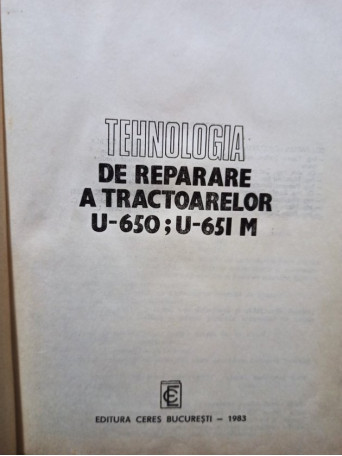 TEHNOLOGIA
DE REPARARE
A TRACTOARELOR
U-650 ; U-651 M
EDITURA CERES BUCUREȘTI – 1983